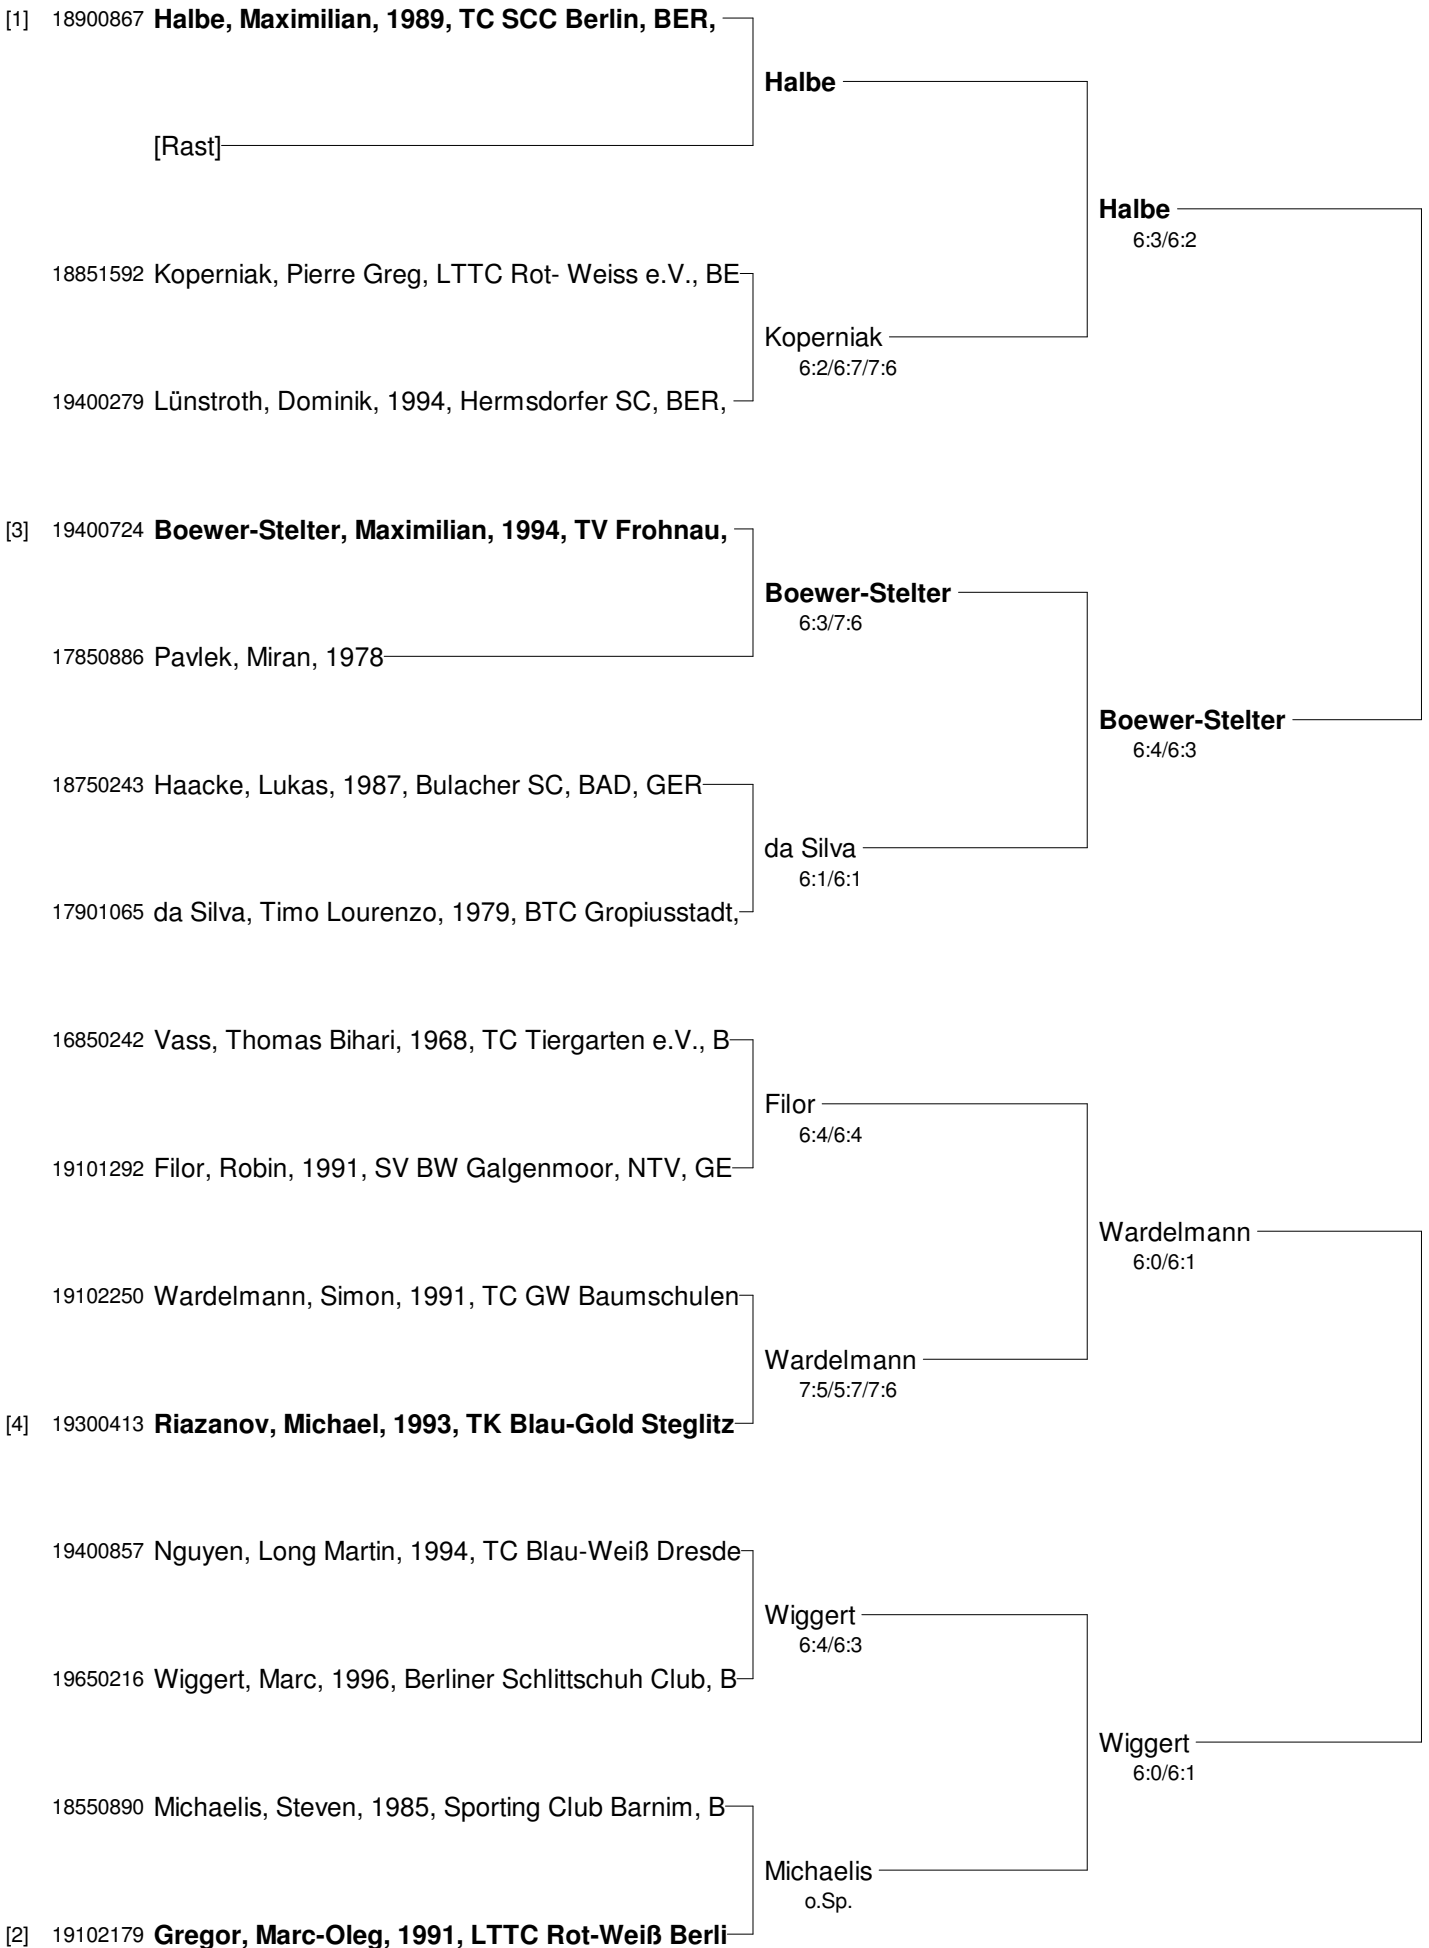 [1] 18900867 Halbe, Maximilian, 1989, TC SCC Berlin, BER,
Halbe
[Rast]
Halbe
6:3/6:2
18851592 Koperniak, Pierre Greg, LTTC Rot- Weiss e.V., BE
Koperniak
6:2/6:7/7:6
19400279 Lünstroth, Dominik, 1994, Hermsdorfer SC, BER,
[3] 19400724 Boewer-Stelter, Maximilian, 1994, TV Frohnau,
Boewer-Stelter
6:3/7:6
17850886 Pavlek, Miran, 1978
Boewer-Stelter
6:4/6:3
18750243 Haacke, Lukas, 1987, Bulacher SC, BAD, GER
da Silva
6:1/6:1
17901065 da Silva, Timo Lourenzo, 1979, BTC Gropiusstadt,
16850242 Vass, Thomas Bihari, 1968, TC Tiergarten e.V., B
Filor
6:4/6:4
19101292 Filor, Robin, 1991, SV BW Galgenmoor, NTV, GE
Wardelmann
6:0/6:1
19102250 Wardelmann, Simon, 1991, TC GW Baumschulen
Wardelmann
7:5/5:7/7:6
[4] 19300413 Riazanov, Michael, 1993, TK Blau-Gold Steglitz
19400857 Nguyen, Long Martin, 1994, TC Blau-Weiß Dresde
Wiggert
6:4/6:3
19650216 Wiggert, Marc, 1996, Berliner Schlittschuh Club, B
Wiggert
6:0/6:1
18550890 Michaelis, Steven, 1985, Sporting Club Barnim, B
Michaelis
o.Sp.
[2] 19102179 Gregor, Marc-Oleg, 1991, LTTC Rot-Weiß Berli